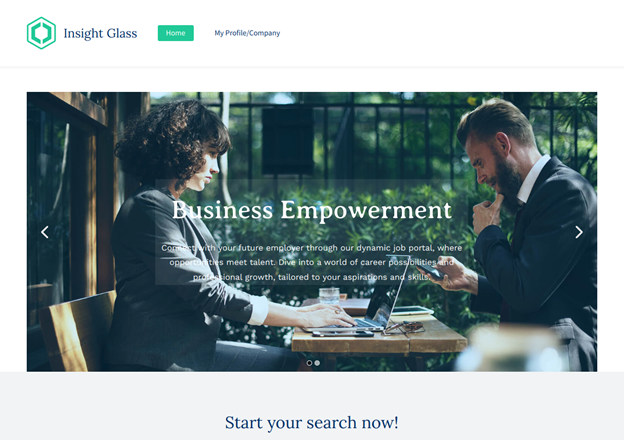 Insight Glass
Home
My Profile/Company
Business Empowerment
Connect with your future employer through our dynamic job portal, where
opportunities meet talent. Dive into a world of career possibilities and
professional growth, tailored to your aspirations and skills.
Start your search now!